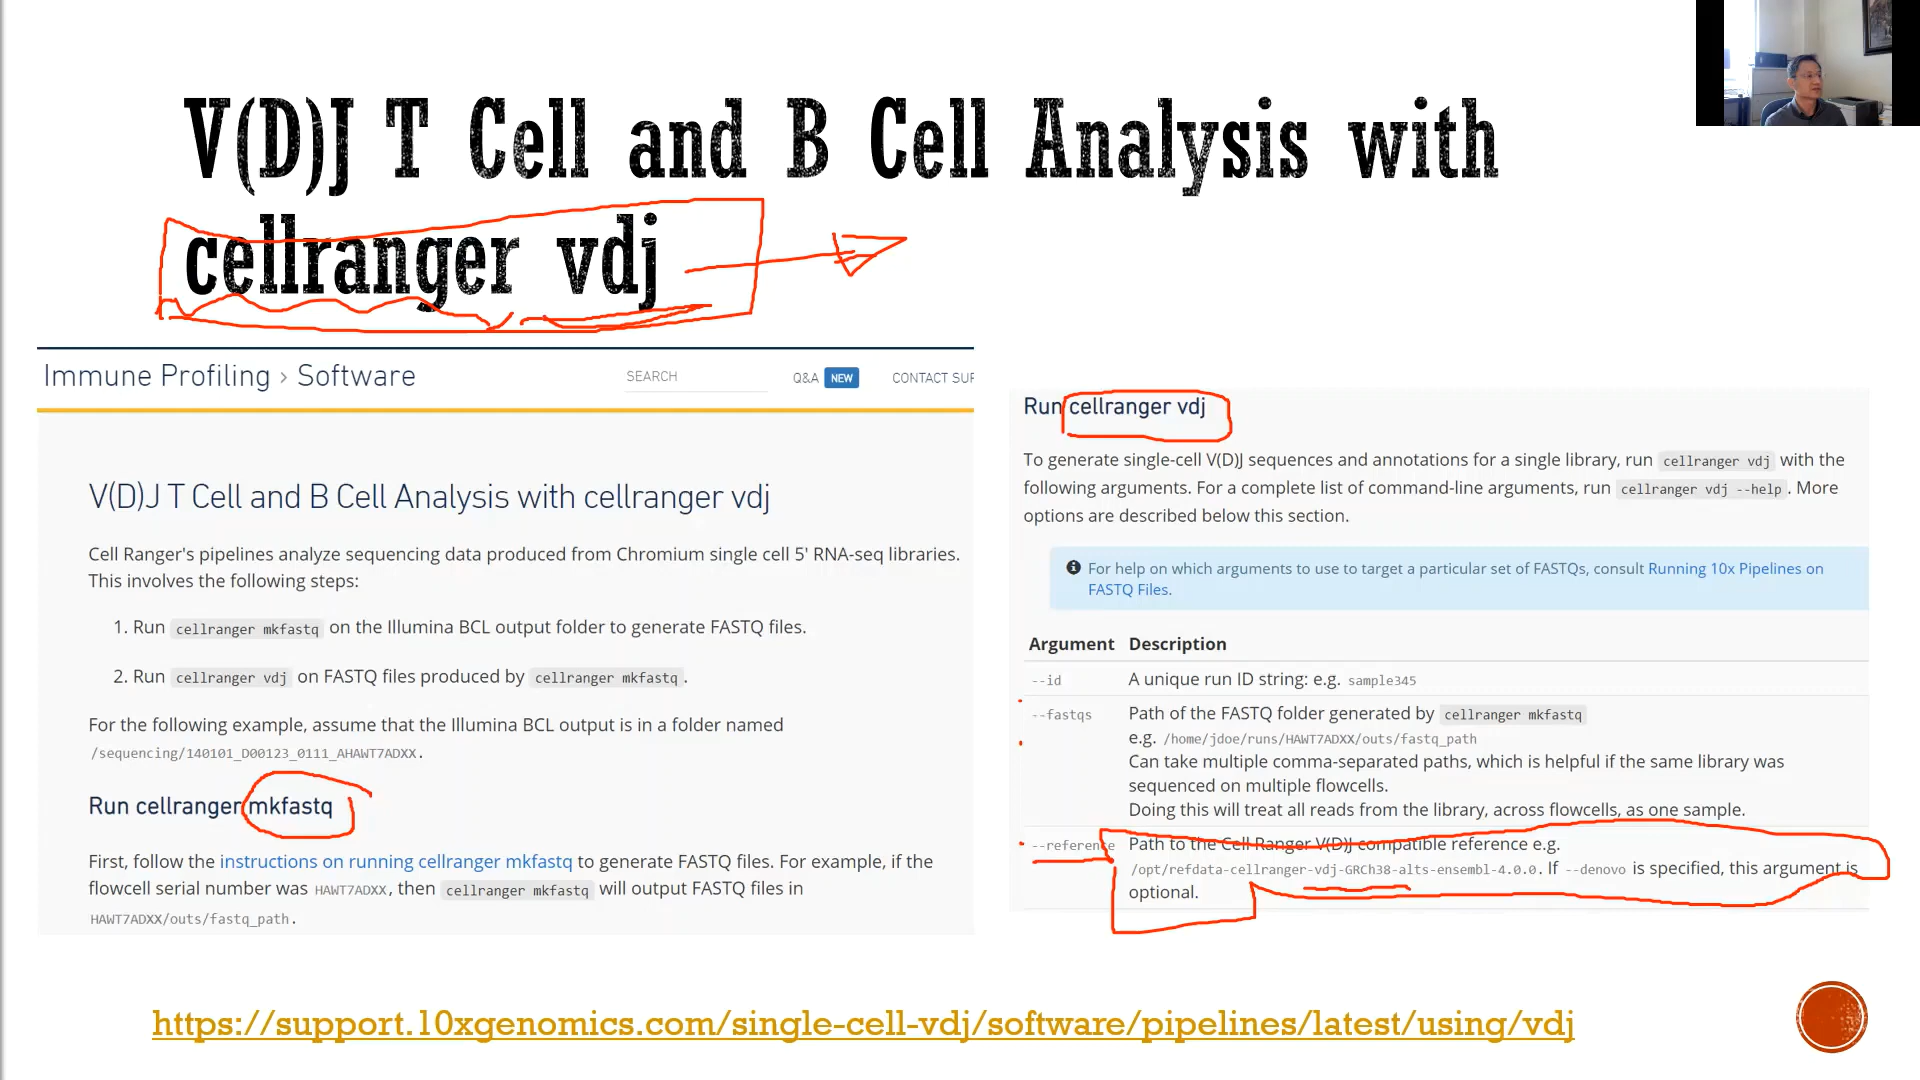 V(D)J T Cell and B Cell Analysis with
cellranger vdj
Immune Profiling › Software
SEARCH
Q&A NEW
CONTACT SUP
V(D)J T Cell and B Cell Analysis with cellranger vdj
Cell Ranger's pipelines analyze sequencing data produced from Chromium single cell 5' RNA-seq libraries.
This involves the following steps:
1. Run cellranger mkfastq on the Illumina BCL output folder to generate FASTQ files.
2. Run cellranger vdj on FASTQ files produced by cellranger mkfastq.
For the following example, assume that the Illumina BCL output is in a folder named
/sequencing/140101_D00123_0111_AHAWT7ADXX.
Run cellranger mkfastq
First, follow the instructions on running cellranger mkfastq to generate FASTQ files. For example, if the
flowcell serial number was HAWT7ADXX, then cellranger mkfastq will output FASTQ files in
HAWT7ADXX/outs/fastq_path.
Run cellranger vdj
To generate single-cell V(D)J sequences and annotations for a single library, run cellranger vdj with the
following arguments. For a complete list of command-line arguments, run cellranger vdj --help. More
options are described below this section.
For help on which arguments to use to target a particular set of FASTQs, consult Running 10x Pipelines on
FASTQ Files.
Argument Description
--id A unique run ID string: e.g. sample345
--fastqs Path of the FASTQ folder generated by cellranger mkfastq
e.g. /home/jdoe/runs/HAWT7ADXX/outs/fastq_path
Can take multiple comma-separated paths, which is helpful if the same library was
sequenced on multiple flowcells.
Doing this will treat all reads from the library, across flowcells, as one sample.
--reference Path to the Cell Ranger V(D)J compatible reference e.g.
/opt/refdata-cellranger-vdj-GRCh38-alts-ensembl-4.0.0. If --denovo is specified, this argument is
optional.
https://support.10xgenomics.com/single-cell-vdj/software/pipelines/latest/using/vdj